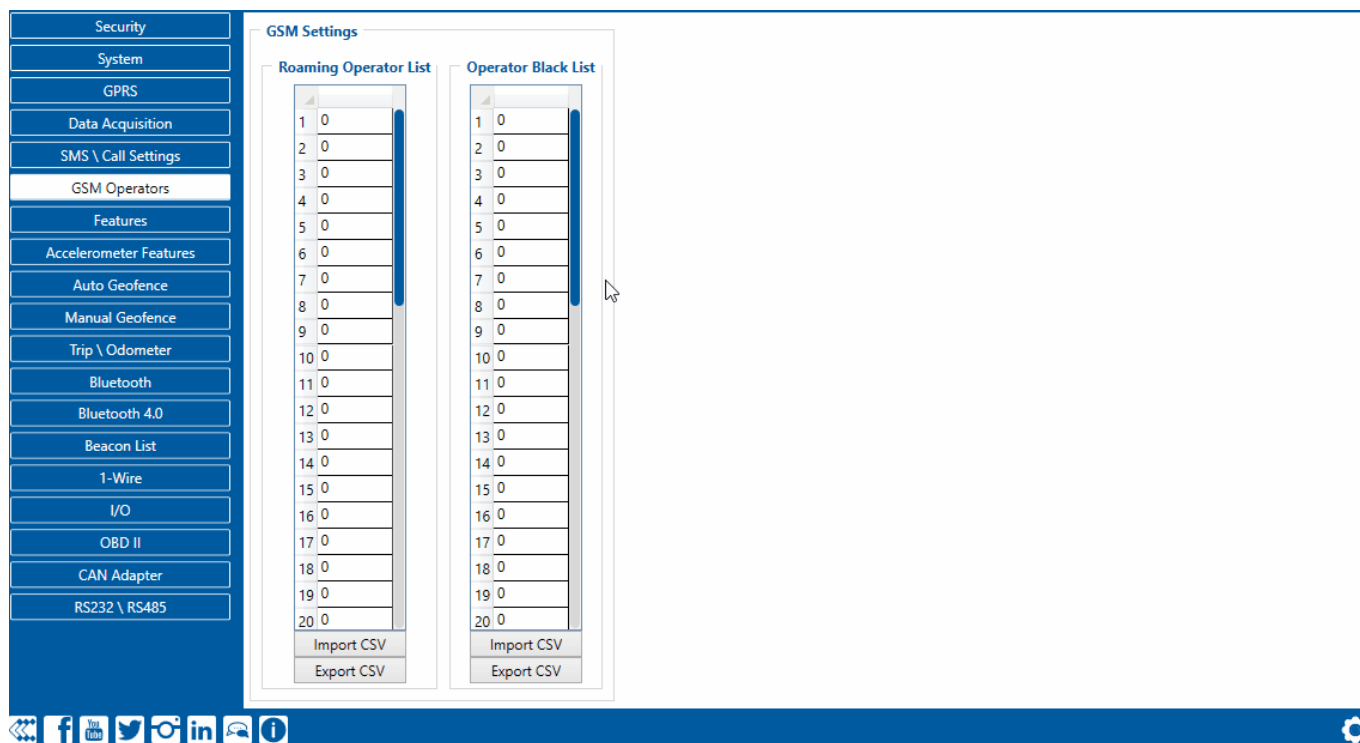 Security
System
GPRS
Data Acquisition
SMS \ Call Settings
GSM Operators
Features
Accelerometer Features
Auto Geofence
Manual Geofence
Trip \ Odometer
Bluetooth
Bluetooth 4.0
Beacon List
1-Wire
I/O
OBD II
CAN Adapter
RS232 \ RS485
GSM Settings
Roaming Operator List
1 0
2 0
3 0
4 0
5 0
6 0
7 0
8 0
9 0
10 0
11 0
12 0
13 0
14 0
15 0
16 0
17 0
18 0
19 0
20 0
Import CSV
Export CSV
Operator Black List
1 0
2 0
3 0
4 0
5 0
6 0
7 0
8 0
9 0
10 0
11 0
12 0
13 0
14 0
15 0
16 0
17 0
18 0
19 0
20 0
Import CSV
Export CSV
f
You
Tube
in
i